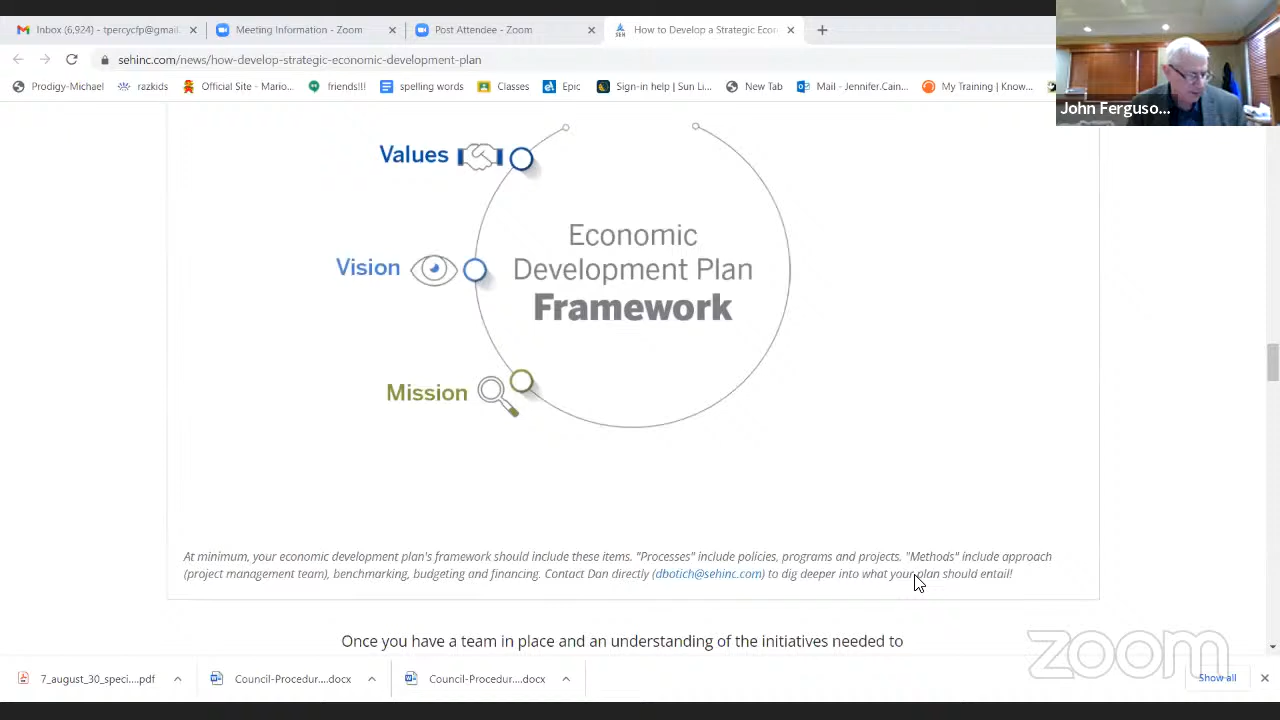 Inbox (6,924) - tpercycfp@gmail.
Meeting Information - Zoom
Post Attendee - Zoom
SEH
How to Develop a Strategic Econ
sehinc.com/news/how-develop-strategic-economic-development-plan
Prodigy-Michael
razkids
Official Site - Mario...
friends!!!
spelling words
Classes
Epic
Sign-in help | Sun Li...
New Tab
Mail - Jennifer.Cain...
My Training | Know...
John Ferguso...
Values
Economic
Vision
Development Plan
Framework
Mission
At minimum, your economic development plan's framework should include these items. "Processes" include policies, programs and projects. "Methods" include approach
(project management team), benchmarking, budgeting and financing. Contact Dan directly (dbotich@sehinc.com) to dig deeper into what your plan should entail!
Once you have a team in place and an understanding of the initiatives needed to
zoom
7_august_30_speci....pdf
Council-Procedur....docx
Council-Procedur....docx
Show all